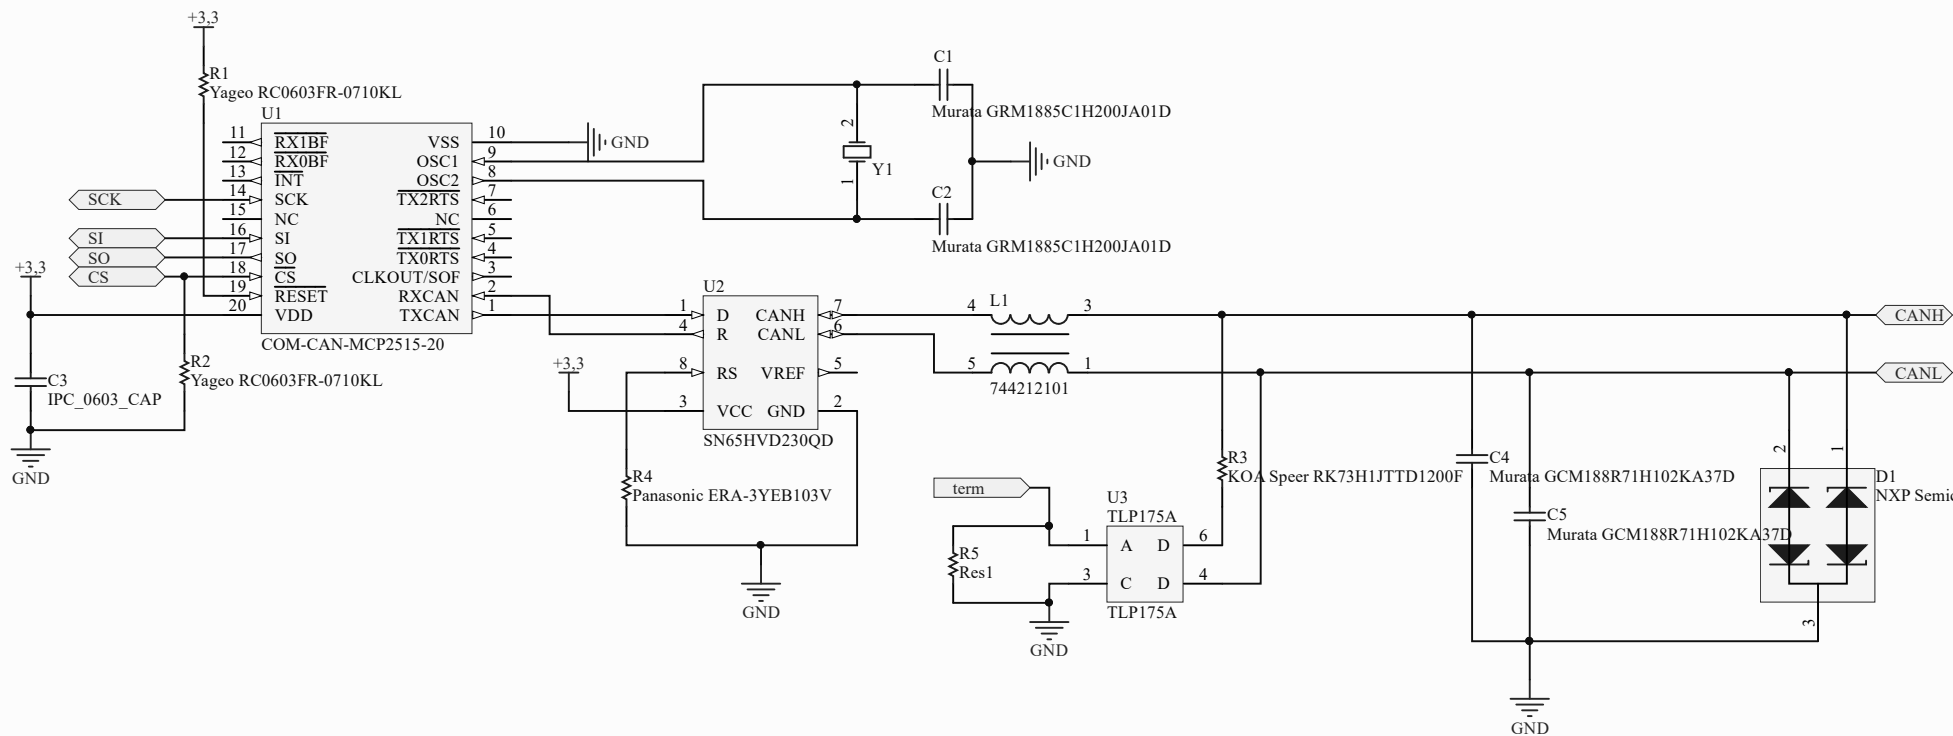 +3,3
R1
Yageo RC0603FR-0710KL
U1
11 RX1BF
12 RX0BF
13 INT
14 SCK
15 NC
16 SI
17 SO
18 CS
19 RESET
20 VDD
VSS 10
OSC1 9
OSC2 8
TX2RTS 7
NC 6
TX1RTS 5
TX0RTS 4
CLKOUT/SOF 3
RXCAN 2
TXCAN 1
COM-CAN-MCP2515-20
SCK
SI
SO
CS
+3,3
R2
Yageo RC0603FR-0710KL
C3
IPC_0603_CAP
GND
GND
C1
Murata GRM1885C1H200JA01D
2
Y1
1
GND
C2
Murata GRM1885C1H200JA01D
U2
1 D
4 R
8 RS
3 VCC
CANH 7
CANL 6
VREF 5
GND 2
SN65HVD230QD
+3,3
R4
Panasonic ERA-3YEB103V
GND
4 L1 3
5 1
744212101
CANH
CANL
term
R5
Res1
GND
U3
TLP175A
1 A D 6
3 C D 4
TLP175A
R3
KOA Speer RK73H1JTTD1200F
C4
Murata GCM188R71H102KA37D
C5
Murata GCM188R71H102KA37D
2
1
D1
NXP Semic
3
GND